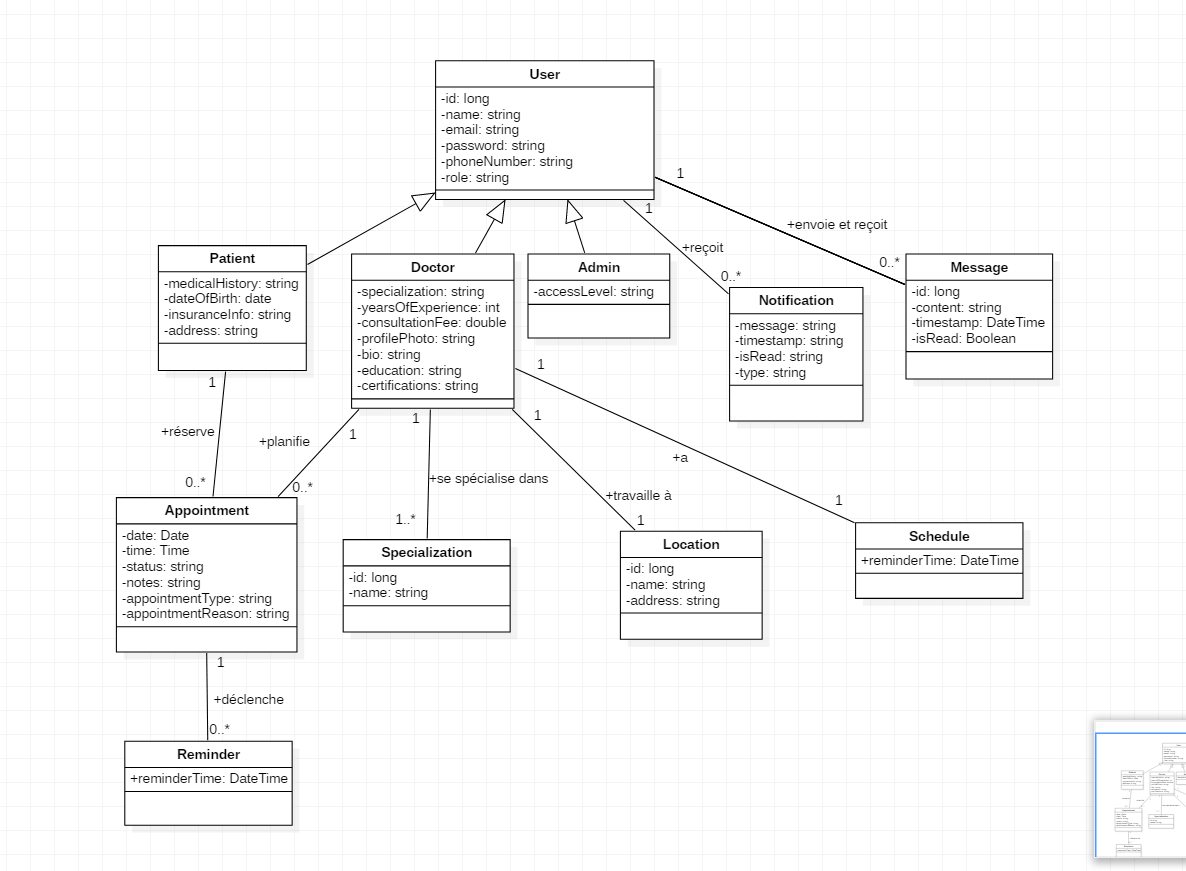 User
-id: long
-name: string
-email: string
-password: string
-phoneNumber: string
-role: string
1
1
+envoie et reçoit
+reçoit
0..*
0..*
Patient
-medicalHistory: string
-dateOfBirth: date
-insuranceInfo: string
-address: string
Doctor
-specialization: string
-yearsOfExperience: int
-consultationFee: double
-profilePhoto: string
-bio: string
-education: string
-certifications: string
Admin
-accessLevel: string
Notification
-message: string
-timestamp: string
-isRead: string
-type: string
Message
-id: long
-content: string
-timestamp: DateTime
-isRead: Boolean
1
+réserve
0..*
+planifie
1
0..*
1
+se spécialise dans
1..*
1
+travaille à
1
1
+a
1
Appointment
-date: Date
-time: Time
-status: string
-notes: string
-appointmentType: string
-appointmentReason: string
Specialization
-id: long
-name: string
Location
-id: long
-name: string
-address: string
Schedule
+reminderTime: DateTime
1
+déclenche
0..*
Reminder
+reminderTime: DateTime